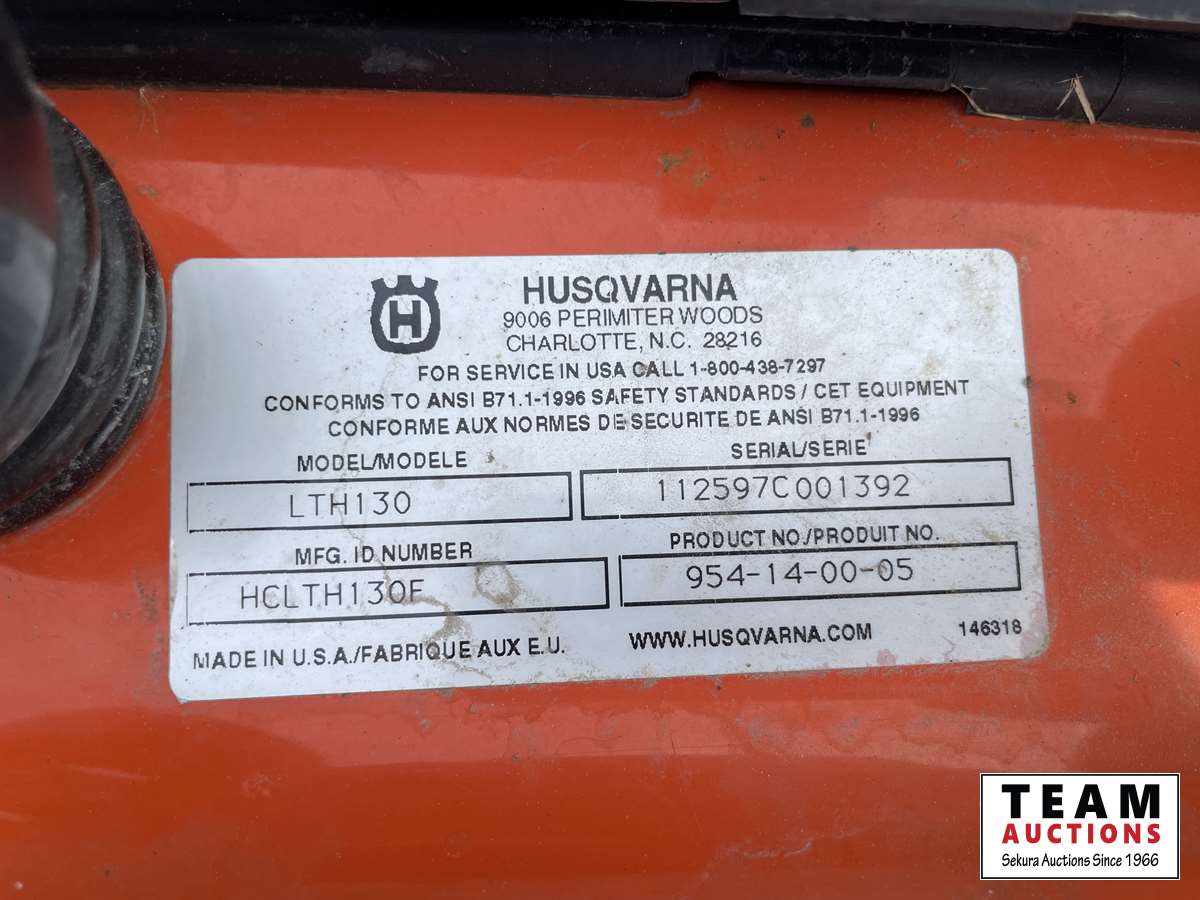 H
HUSQVARNA
9006 PERIMITER WOODS
CHARLOTTE, N.C. 28216
FOR SERVICE IN USA CALL 1-800-438-7297
CONFORMS TO ANSI B71.1-1996 SAFETY STANDARDS / CET EQUIPMENT
CONFORME AUX NORMES DE SECURITE DE ANSI B71.1-1996
MODEL/MODELE
LTH130
SERIAL/SERIE
112597C001392
MFG. ID NUMBER
HCLTH130F
PRODUCT NO./PRODUIT NO.
954-14-00-05
MADE IN U.S.A./FABRIQUE AUX E.U.
WWW.HUSQVARNA.COM
146318
TEAM
AUCTIONS
Sekura Auctions Since 1966